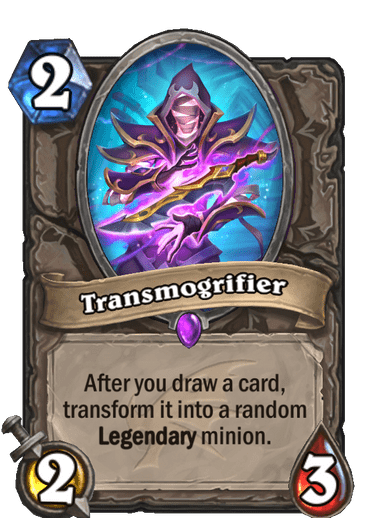 2
Transmogrifier
After you draw a card,
transform it into a random
Legendary minion.
2
3